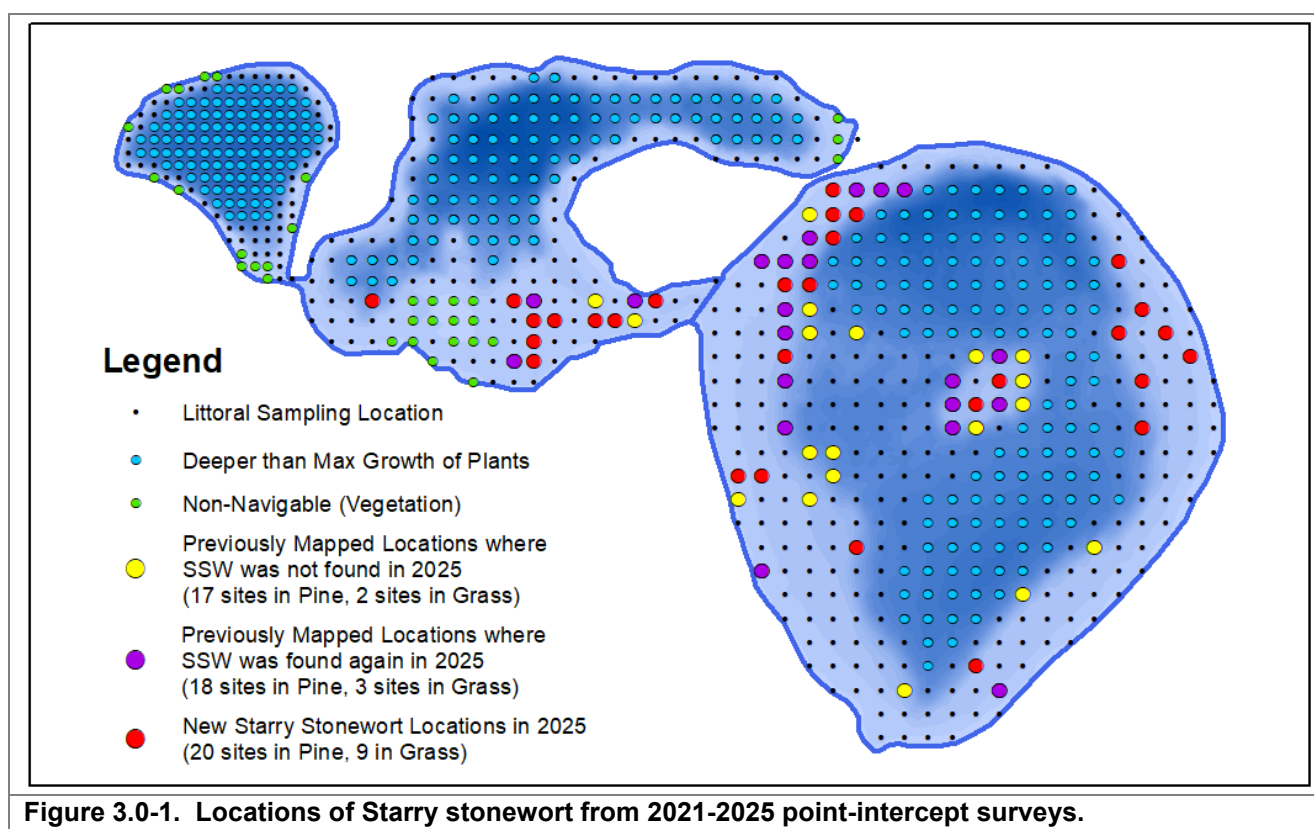 Legend
Littoral Sampling Location
Deeper than Max Growth of Plants
Non-Navigable (Vegetation)
Previously Mapped Locations where
SSW was not found in 2025
(17 sites in Pine, 2 sites in Grass)
Previously Mapped Locations where
SSW was found again in 2025
(18 sites in Pine, 3 sites in Grass)
New Starry Stonewort Locations in 2025
(20 sites in Pine, 9 in Grass)
Figure 3.0-1. Locations of Starry stonewort from 2021-2025 point-intercept surveys.